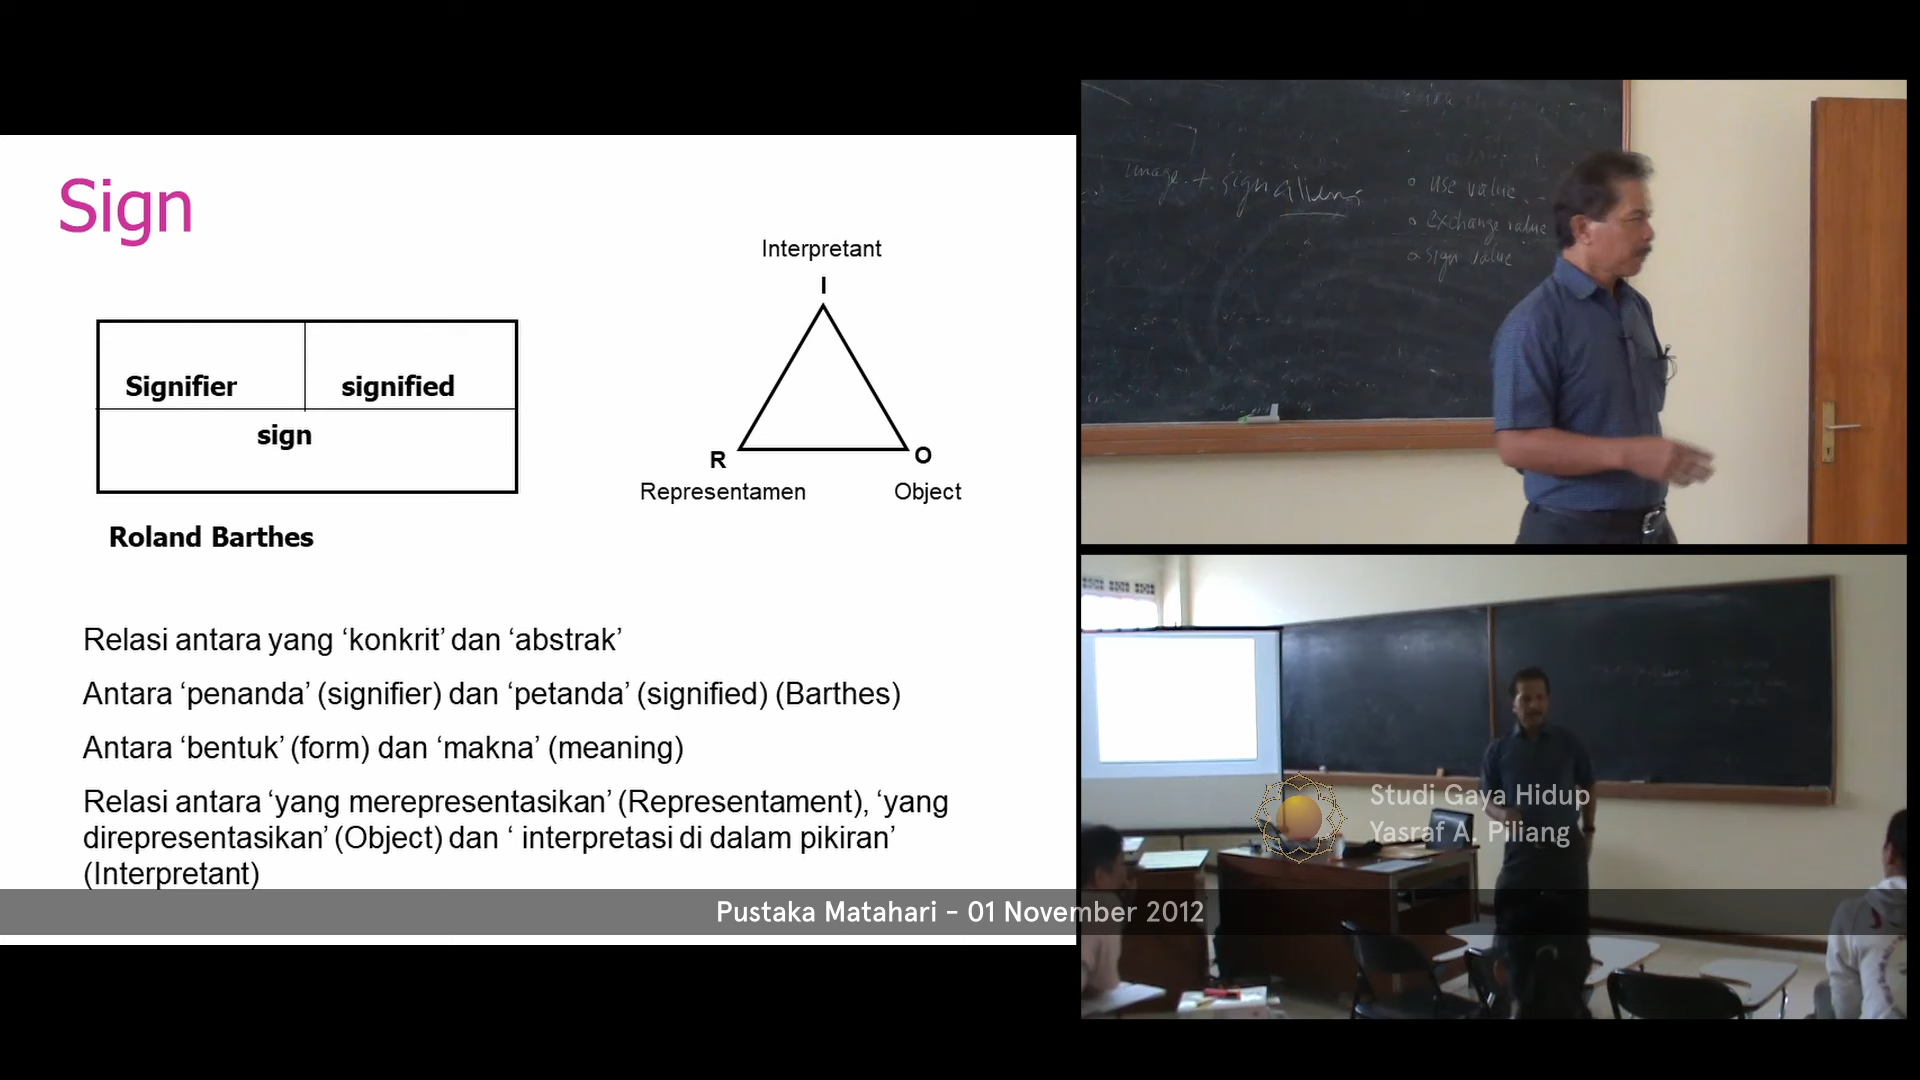 Sign
Interpretant
I
Signifier
signified
sign
R
O
Representamen
Object
Roland Barthes
Relasi antara yang ‘konkrit’ dan ‘abstrak’
Antara ‘penanda’ (signifier) dan ‘petanda’ (signified) (Barthes)
Antara ‘bentuk’ (form) dan ‘makna’ (meaning)
Relasi antara ‘yang merepresentasikan’ (Representament), ‘yang
direpresentasikan’ (Object) dan ‘ interpretasi di dalam pikiran’
(Interpretant)
image + sign
use value
exchange value
sign value
Studi Gaya Hidup
Yasraf A. Piliang
Pustaka Matahari - 01 November 2012